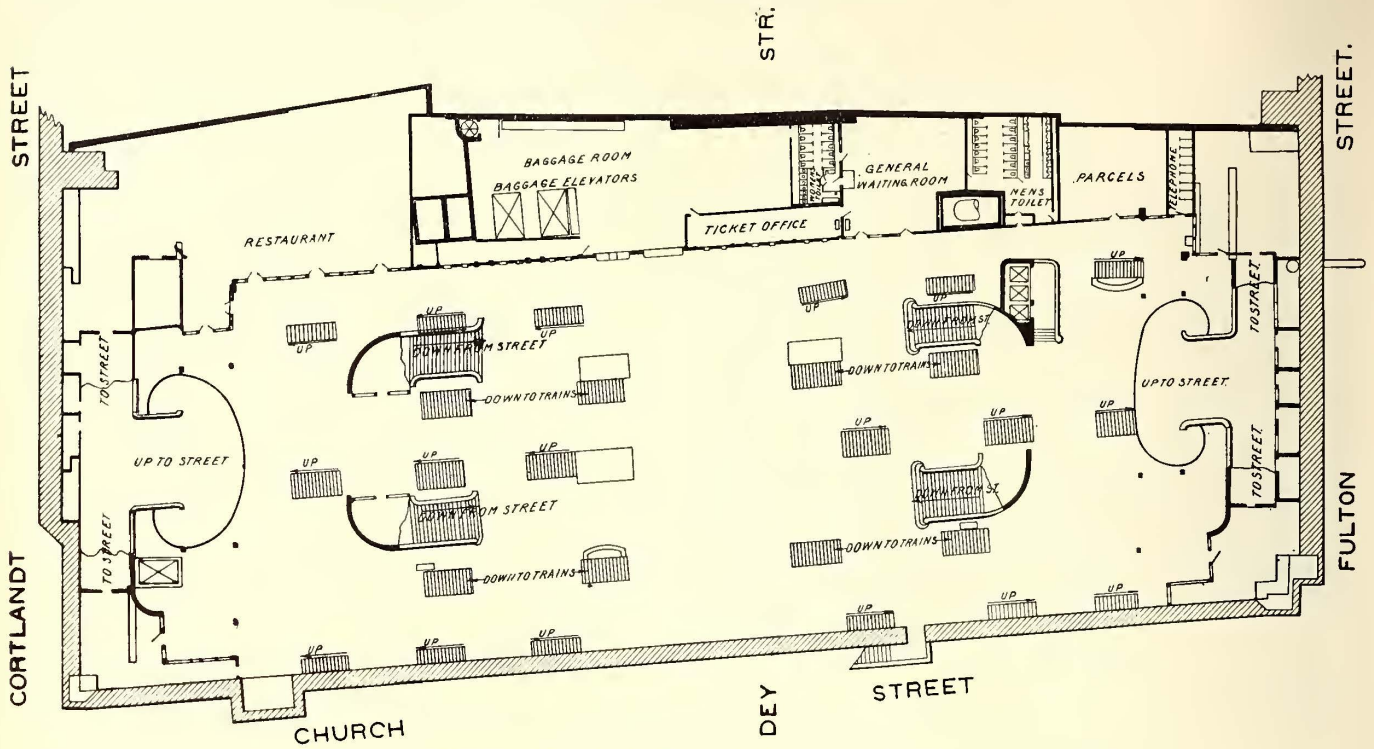 STREET
STR.
STREET.
BAGGAGE ROOM
BAGGAGE ELEVATORS
WOMENS TOILET
GENERAL
WAITING ROOM
MENS
TOILET
PARCELS
TELEPHONE
RESTAURANT
TICKET OFFICE
UP
UP
UP
UP
UP
UP
DOWN FROM STREET
DOWN FROM ST.
TO STREET
TO STREET
DOWN TO TRAINS
DOWN TO TRAINS
UP TO STREET
UP TO STREET.
UP
UP
UP
UP
UP
UP
DOWN FROM STREET
DOWN FROM ST.
TO STREET
TO STREET
DOWN TO TRAINS
DOWN TO TRAINS
UP
UP
UP
UP
UP
UP
CORTLANDT
FULTON
CHURCH
DEY
STREET